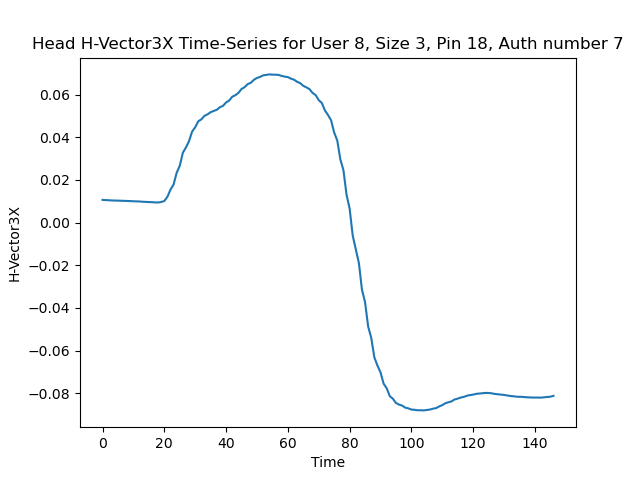 Head H-Vector3X Time-Series for User 8, Size 3, Pin 18, Auth number 7
0.06
0.04
0.02
0.00
−0.02
−0.04
−0.06
−0.08
H-Vector3X
0 20 40 60 80 100 120 140
Time